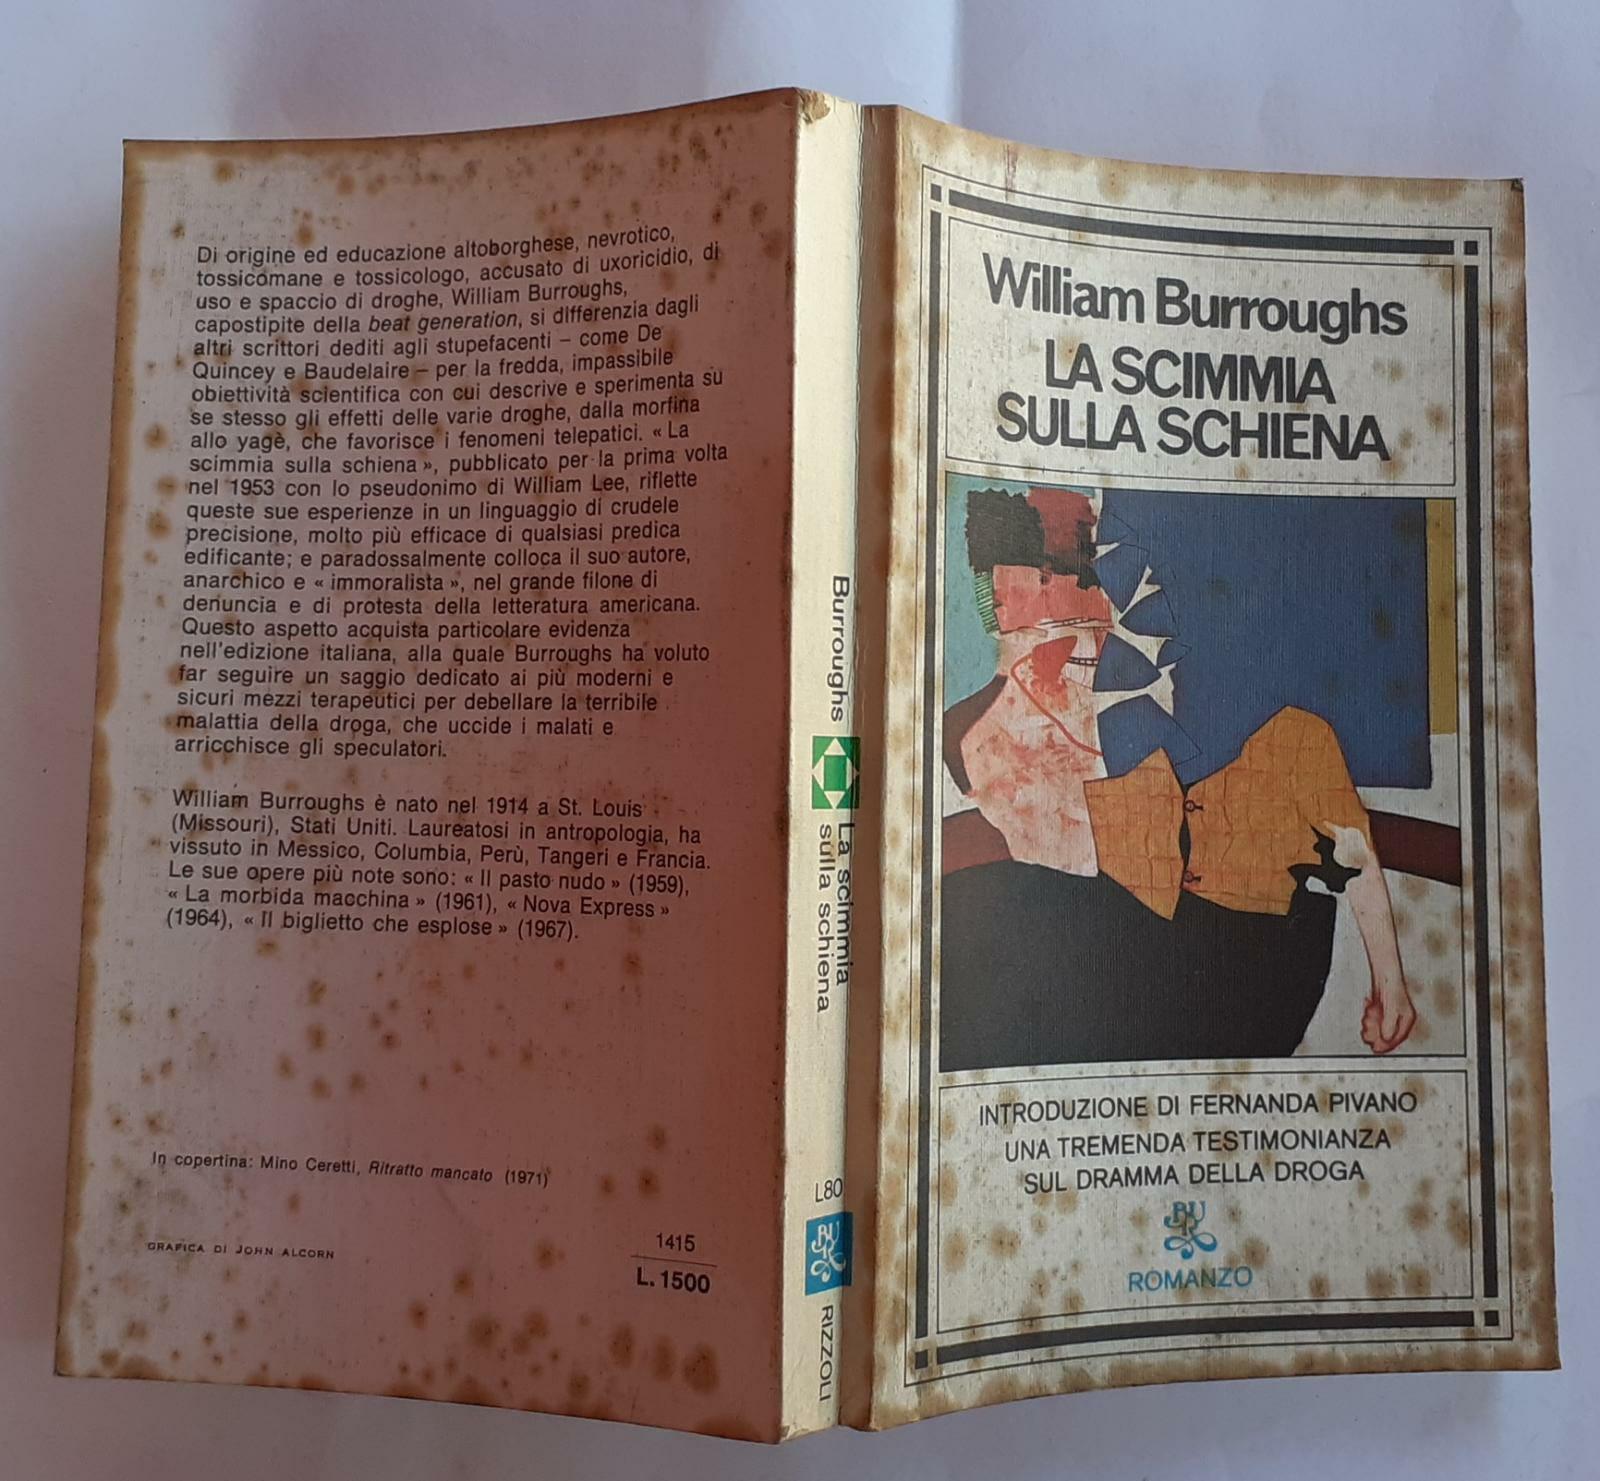 Di origine ed educazione altoborghese, nevrotico,
tossicomane e tossicologo, accusato di uxoricidio, di
uso e spaccio di droghe, William Burroughs,
capostipite della beat generation, si differenzia dagli
altri scrittori dediti agli stupefacenti – come De
Quincey e Baudelaire – per la fredda, impassibile
obiettività scientifica con cui descrive e sperimenta su
se stesso gli effetti delle varie droghe, dalla morfina
allo yagè, che favorisce i fenomeni telepatici. « La
scimmia sulla schiena », pubblicato per la prima volta
nel 1953 con lo pseudonimo di William Lee, riflette
queste sue esperienze in un linguaggio di crudele
precisione, molto più efficace di qualsiasi predica
edificante; e paradossalmente colloca il suo autore,
anarchico e « immoralista », nel grande filone di
denuncia e di protesta della letteratura americana.
Questo aspetto acquista particolare evidenza
nell'edizione italiana, alla quale Burroughs ha voluto
far seguire un saggio dedicato ai più moderni e
sicuri mezzi terapeutici per debellare la terribile
malattia della droga, che uccide i malati e
arricchisce gli speculatori.
William Burroughs è nato nel 1914 a St. Louis
(Missouri), Stati Uniti. Laureatosi in antropologia, ha
vissuto in Messico, Columbia, Perù, Tangeri e Francia.
Le sue opere più note sono: « Il pasto nudo » (1959),
« La morbida macchina » (1961), « Nova Express »
(1964), « Il biglietto che esplose » (1967).
In copertina: Mino Ceretti, Ritratto mancato (1971)
GRAFICA DI JOHN ALCORN
1415
L. 1500
Burroughs
La scimmia
sulla schiena
L80
BUR
RIZZOLI
William Burroughs
LA SCIMMIA
SULLA SCHIENA
INTRODUZIONE DI FERNANDA PIVANO
UNA TREMENDA TESTIMONIANZA
SUL DRAMMA DELLA DROGA
BUR
ROMANZO